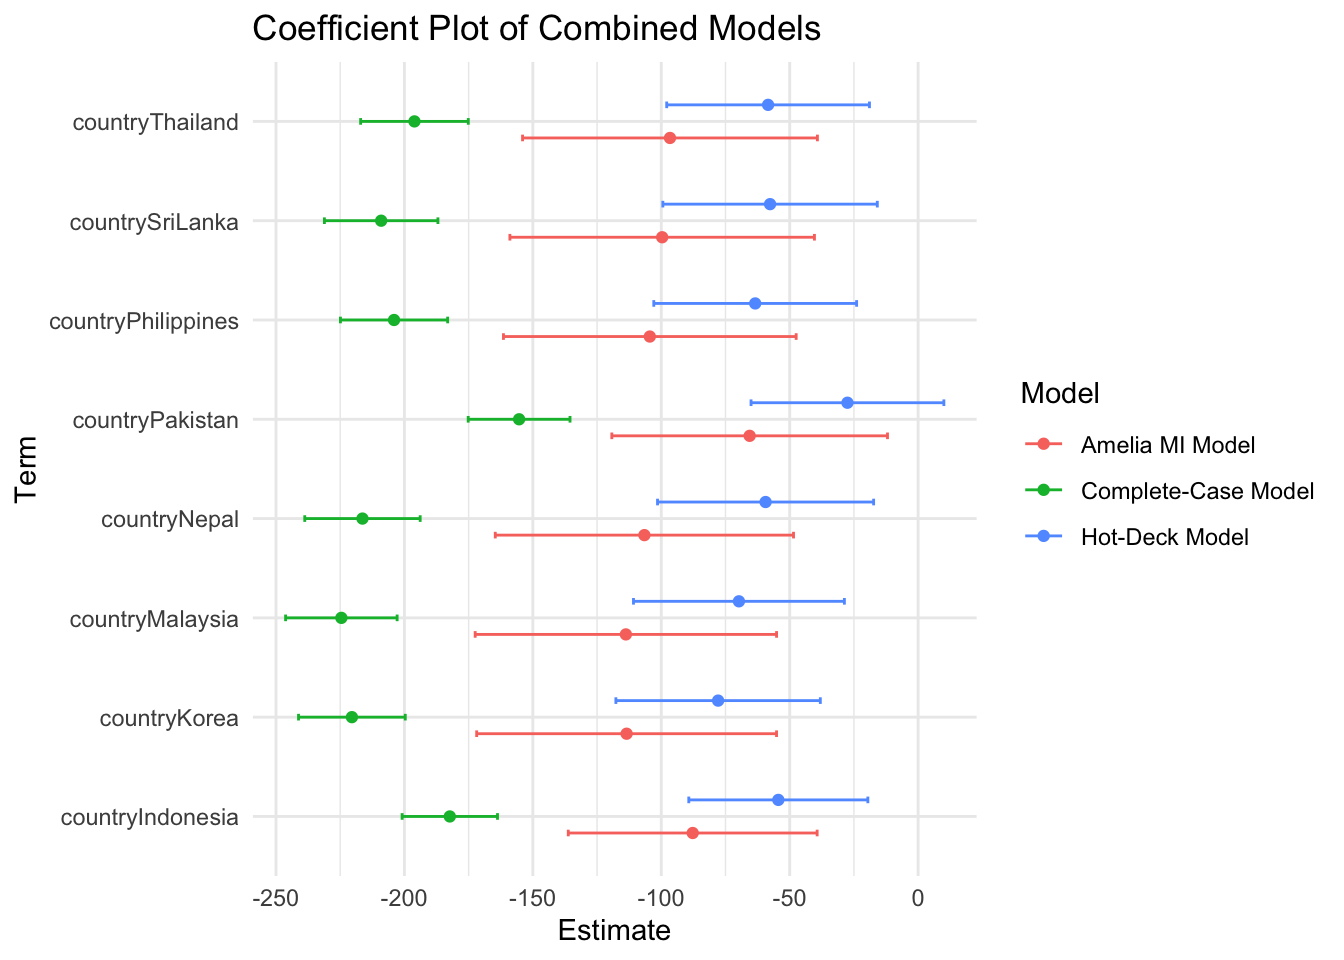 Coefficient Plot of Combined Models
countryThailand
countrySriLanka
countryPhilippines
countryPakistan
countryNepal
countryMalaysia
countryKorea
countryIndonesia
Term
-250 -200 -150 -100 -50 0
Estimate
Model
Amelia MI Model
Complete-Case Model
Hot-Deck Model